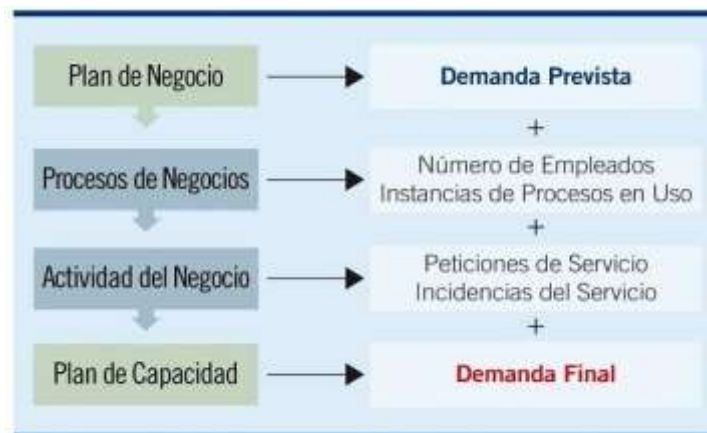 Plan de Negocio
Demanda Prevista
+
Procesos de Negocios
Número de Empleados
Instancias de Procesos en Uso
+
Actividad del Negocio
Peticiones de Servicio
Incidencias del Servicio
+
Plan de Capacidad
Demanda Final